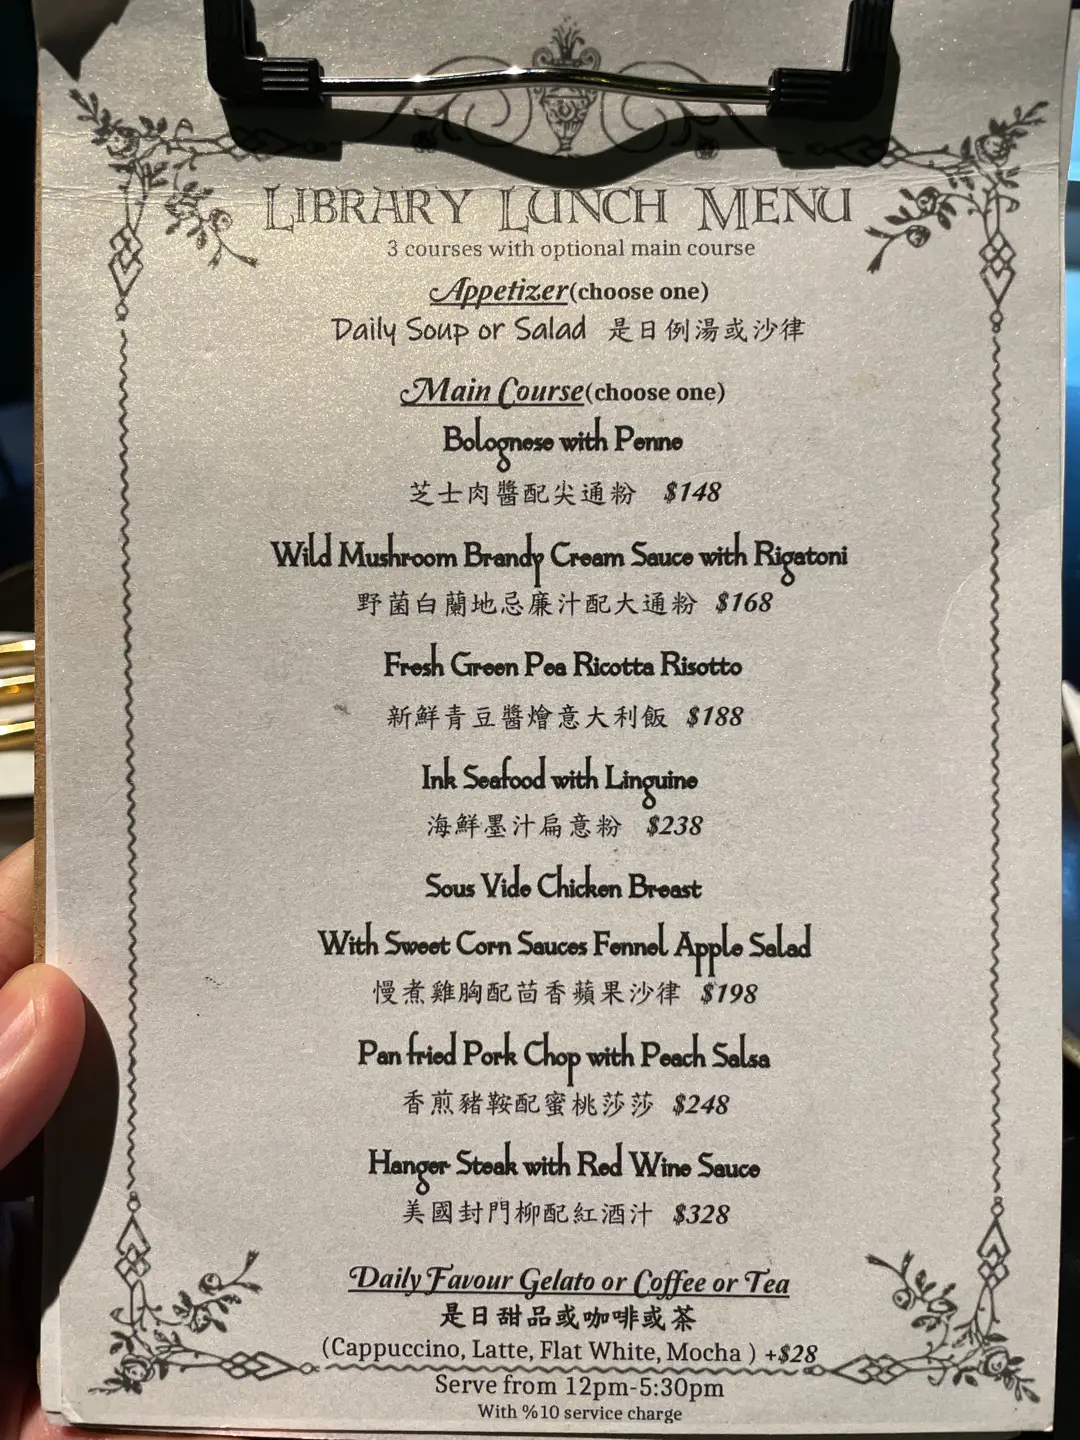 LIBRARY LUNCH MENU
3 courses with optional main course
Appetizer(choose one)
Daily Soup or Salad 是日例湯或沙律
Main Course(choose one)
Bolognese with Penne
芝士肉醬配尖通粉 $148
Wild Mushroom Brandy Cream Sauce with Rigatoni
野菌白蘭地忌廉汁配大通粉 $168
Fresh Green Pea Ricotta Risotto
新鮮青豆醬燴意大利飯 $188
Ink Seafood with Linguine
海鮮墨汁扁意粉 $238
Sous Vide Chicken Breast
With Sweet Corn Sauces Fennel Apple Salad
慢煮雞胸配茴香蘋果沙律 $198
Pan fried Pork Chop with Peach Salsa
香煎豬鞍配蜜桃莎莎 $248
Hanger Steak with Red Wine Sauce
美國封門柳配紅酒汁 $328
Daily Favour Gelato or Coffee or Tea
是日甜品或咖啡或茶
(Cappuccino, Latte, Flat White, Mocha ) +$28
Serve from 12pm-5:30pm
With %10 service charge